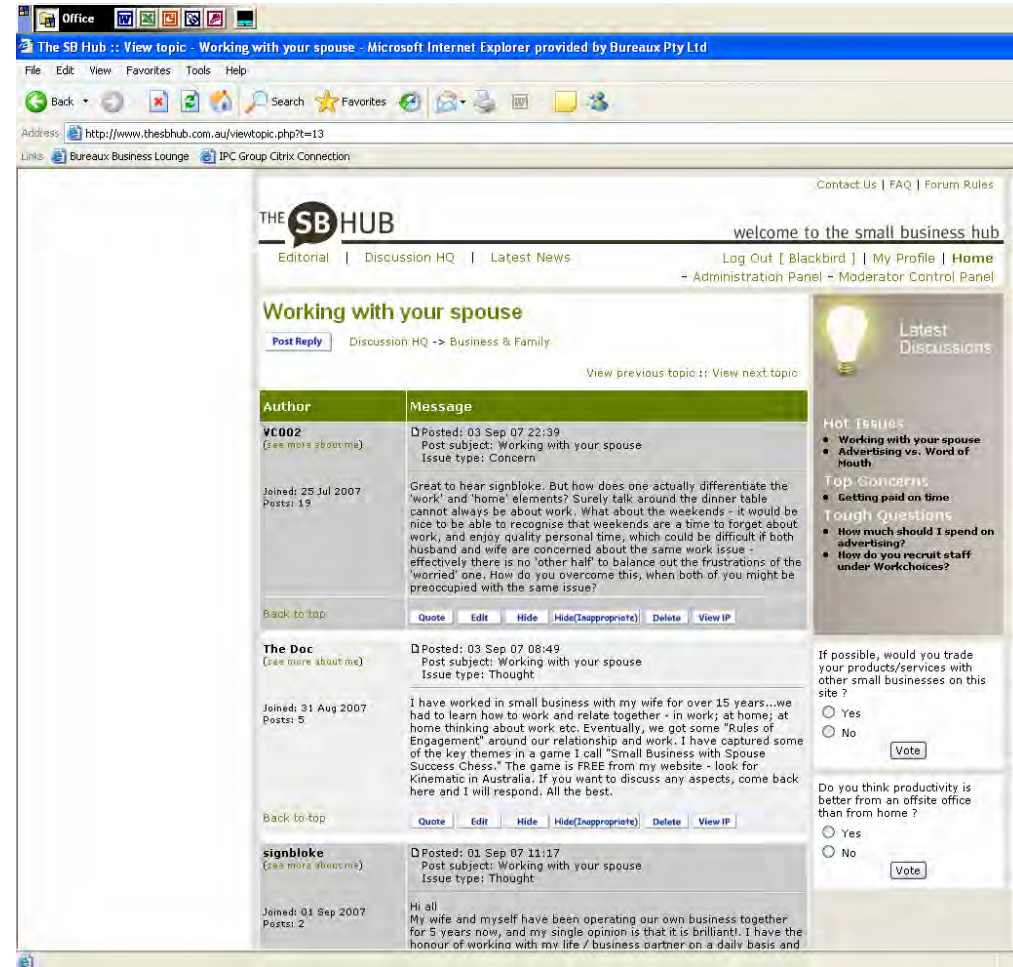 Office
The SB Hub :: View topic - Working with your spouse - Microsoft Internet Explorer provided by Bureaux Pty Ltd
File Edit View Favorites Tools Help
Back Search Favorites
Address http://www.thesbhub.com.au/viewtopic.php?t=13
Links Bureaux Business Lounge IPC Group Citrix Connection
Contact Us | FAQ | Forum Rules
THE SB HUB
welcome to the small business hub
Editorial | Discussion HQ | Latest News
Log Out [ Blackbird ] | My Profile | Home
- Administration Panel - Moderator Control Panel
Working with your spouse
Post Reply Discussion HQ -> Business & Family
View previous topic :: View next topic
Author Message
VC002
(see more about me)
Joined: 25 Jul 2007
Posts: 19
Posted: 03 Sep 07 22:39
Post subject: Working with your spouse
Issue type: Concern
Great to hear signbloke. But how does one actually differentiate the
'work' and 'home' elements? Surely talk around the dinner table
cannot always be about work. What about the weekends - it would be
nice to be able to recognise that weekends are a time to forget about
work, and enjoy quality personal time, which could be difficult if both
husband and wife are concerned about the same work issue -
effectively there is no 'other half' to balance out the frustrations of the
'worried' one. How do you overcome this, when both of you might be
preoccupied with the same issue?
Back to top
Quote Edit Hide Hide(Inappropriate) Delete View IP
The Doc
(see more about me)
Joined: 31 Aug 2007
Posts: 5
Posted: 03 Sep 07 08:49
Post subject: Working with your spouse
Issue type: Thought
I have worked in small business with my wife for over 15 years...we
had to learn how to work and relate together - in work; at home; at
home thinking about work etc. Eventually, we got some "Rules of
Engagement" around our relationship and work. I have captured some
of the key themes in a game I call "Small Business with Spouse
Success Chess." The game is FREE from my website - look for
Kinematic in Australia. If you want to discuss any aspects, come back
here and I will respond. All the best.
Back to top
Quote Edit Hide Hide(Inappropriate) Delete View IP
signbloke
(see more about me)
Joined: 01 Sep 2007
Posts: 2
Posted: 01 Sep 07 11:17
Post subject: Working with your spouse
Issue type: Thought
Hi all
My wife and myself have been operating our own business together
for 5 years now, and my single opinion is that it is brilliant!. I have the
honour of working with my life / business partner on a daily basis and
Latest
Discussions
Hot Issues
Working with your spouse
Advertising vs. Word of
Mouth
Top Concerns
Getting paid on time
Tough Questions
How much should I spend on
advertising?
How do you recruit staff
under Workchoices?
If possible, would you trade
your products/services with
other small businesses on this
site ?
Yes
No
Vote
Do you think productivity is
better from an offsite office
than from home ?
Yes
No
Vote